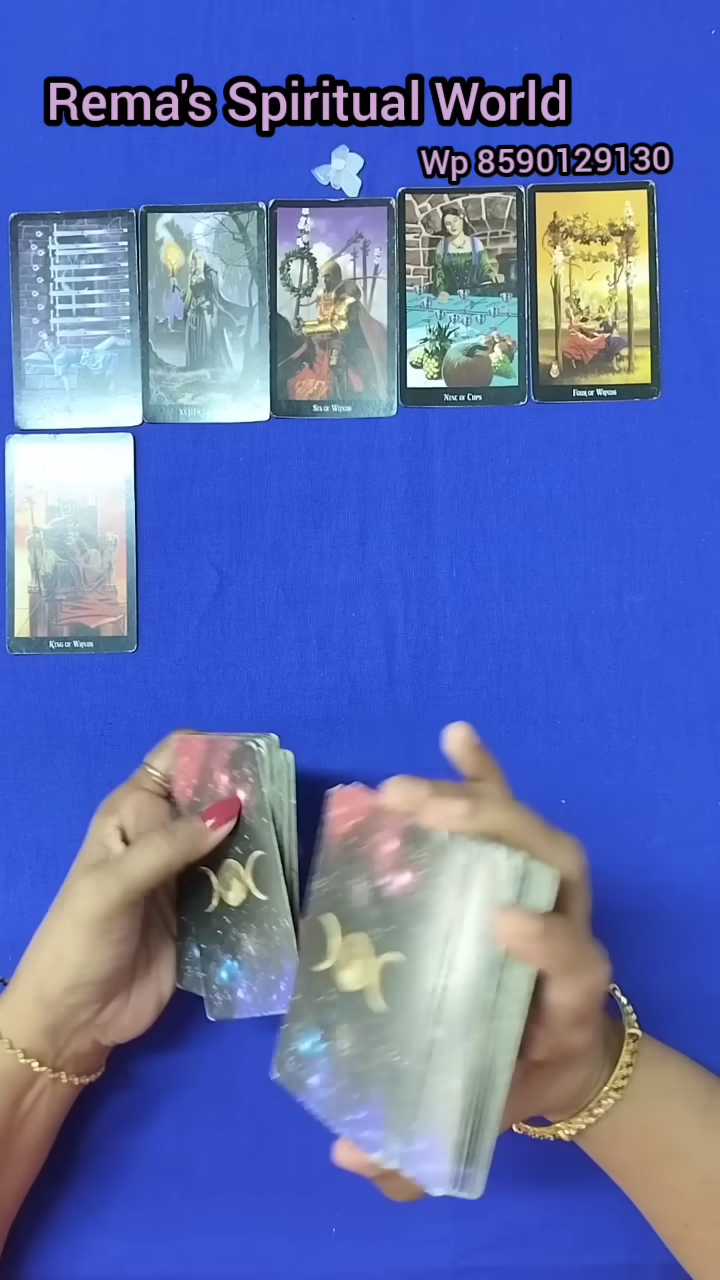 Rema's Spiritual World
Wp 8590129130
Six of Wands
Nine of Cups
Four of Wands
King of Wands